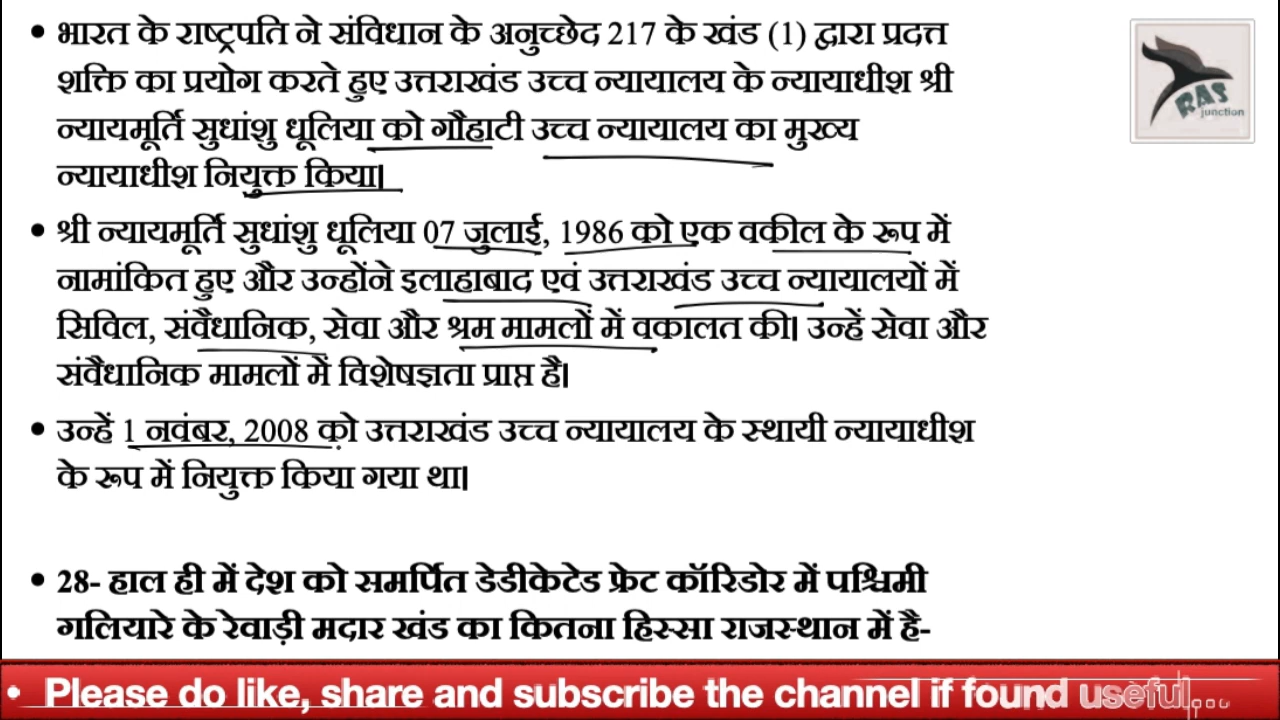 • भारत के राष्ट्रपति ने संविधान के अनुच्छेद 217 के खंड (1) द्वारा प्रदत्त
शक्ति का प्रयोग करते हुए उत्तराखंड उच्च न्यायालय के न्यायाधीश श्री
न्यायमूर्ति सुधांशु धूलिया को गौहाटी उच्च न्यायालय का मुख्य
न्यायाधीश नियुक्त किया।
• श्री न्यायमूर्ति सुधांशु धूलिया 07 जुलाई, 1986 को एक वकील के रूप में
नामांकित हुए और उन्होंने इलाहाबाद एवं उत्तराखंड उच्च न्यायालयों में
सिविल, संवैधानिक, सेवा और श्रम मामलों में वकालत की। उन्हें सेवा और
संवैधानिक मामलों में विशेषज्ञता प्राप्त है।
• उन्हें 1 नवंबर, 2008 को उत्तराखंड उच्च न्यायालय के स्थायी न्यायाधीश
के रूप में नियुक्त किया गया था।
• 28- हाल ही में देश को समर्पित डेडीकेटेड फ्रेट कॉरिडोर में पश्चिमी
गलियारे के रेवाड़ी मदार खंड का कितना हिस्सा राजस्थान में है-
RAS
junction
• Please do like, share and subscribe the channel if found useful...